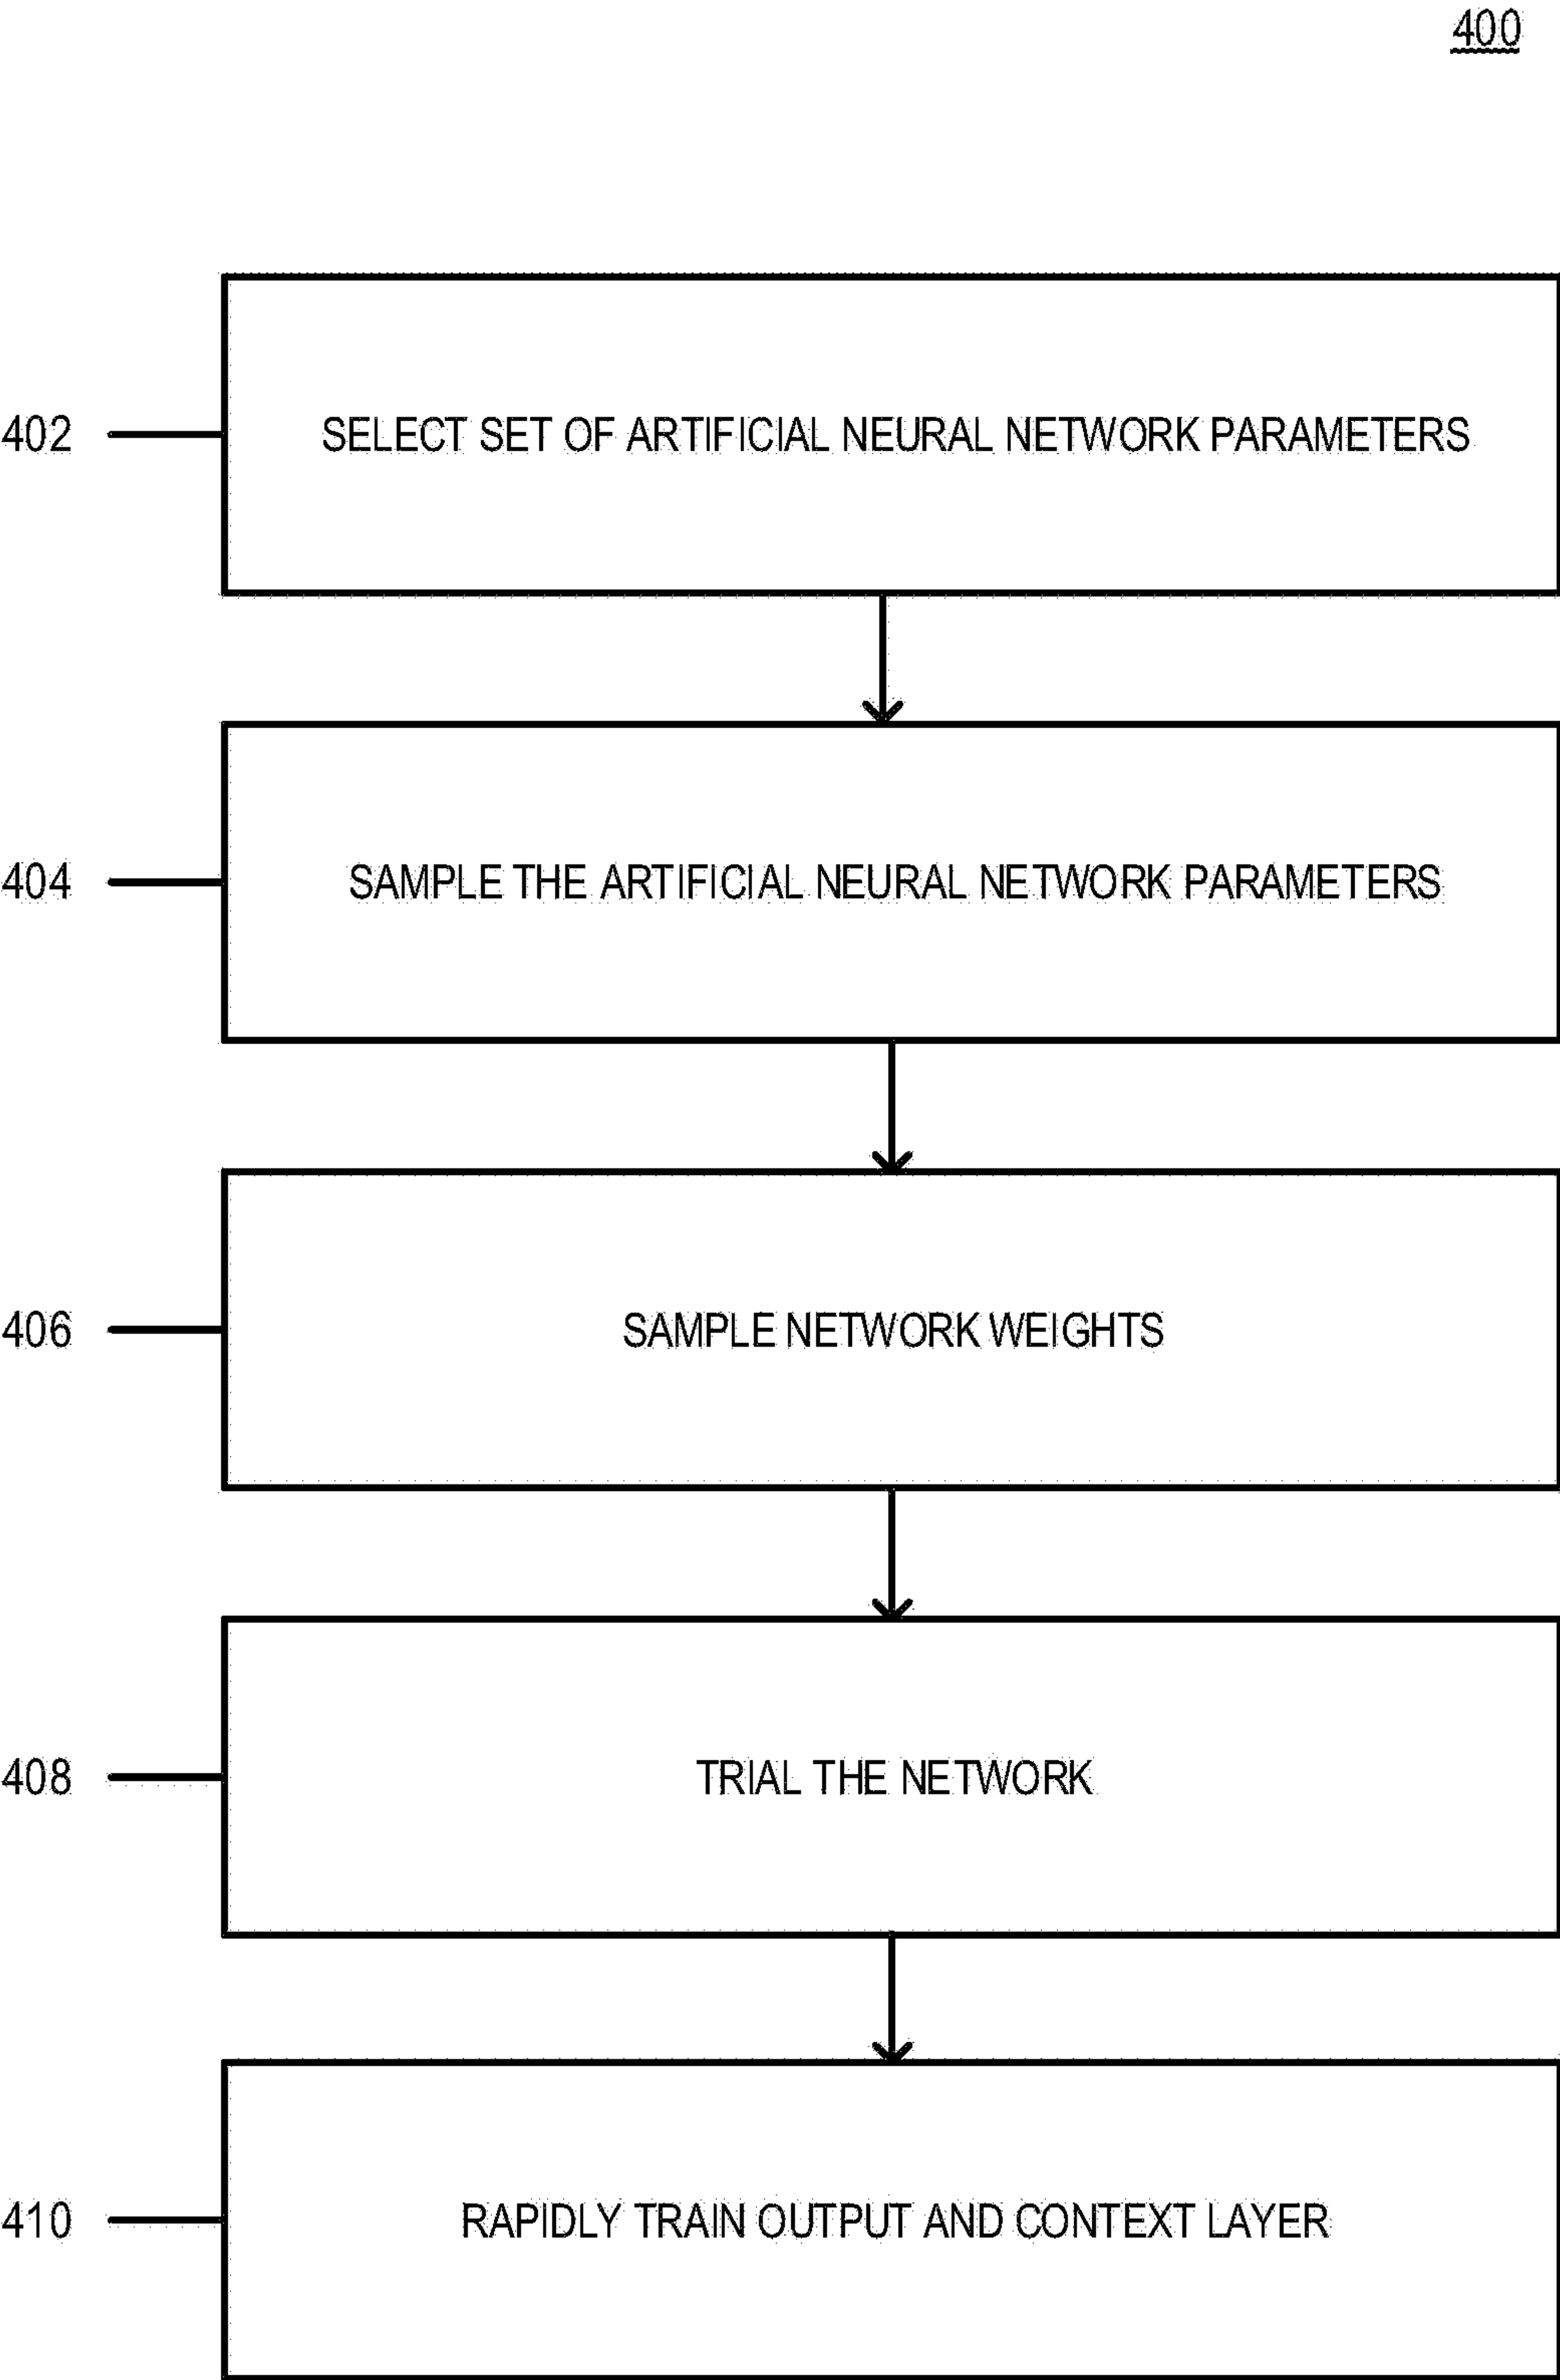 400
402
SELECT SET OF ARTIFICIAL NEURAL NETWORK PARAMETERS
404
SAMPLE THE ARTIFICIAL NEURAL NETWORK PARAMETERS
406
SAMPLE NETWORK WEIGHTS
408
TRIAL THE NETWORK
410
RAPIDLY TRAIN OUTPUT AND CONTEXT LAYER